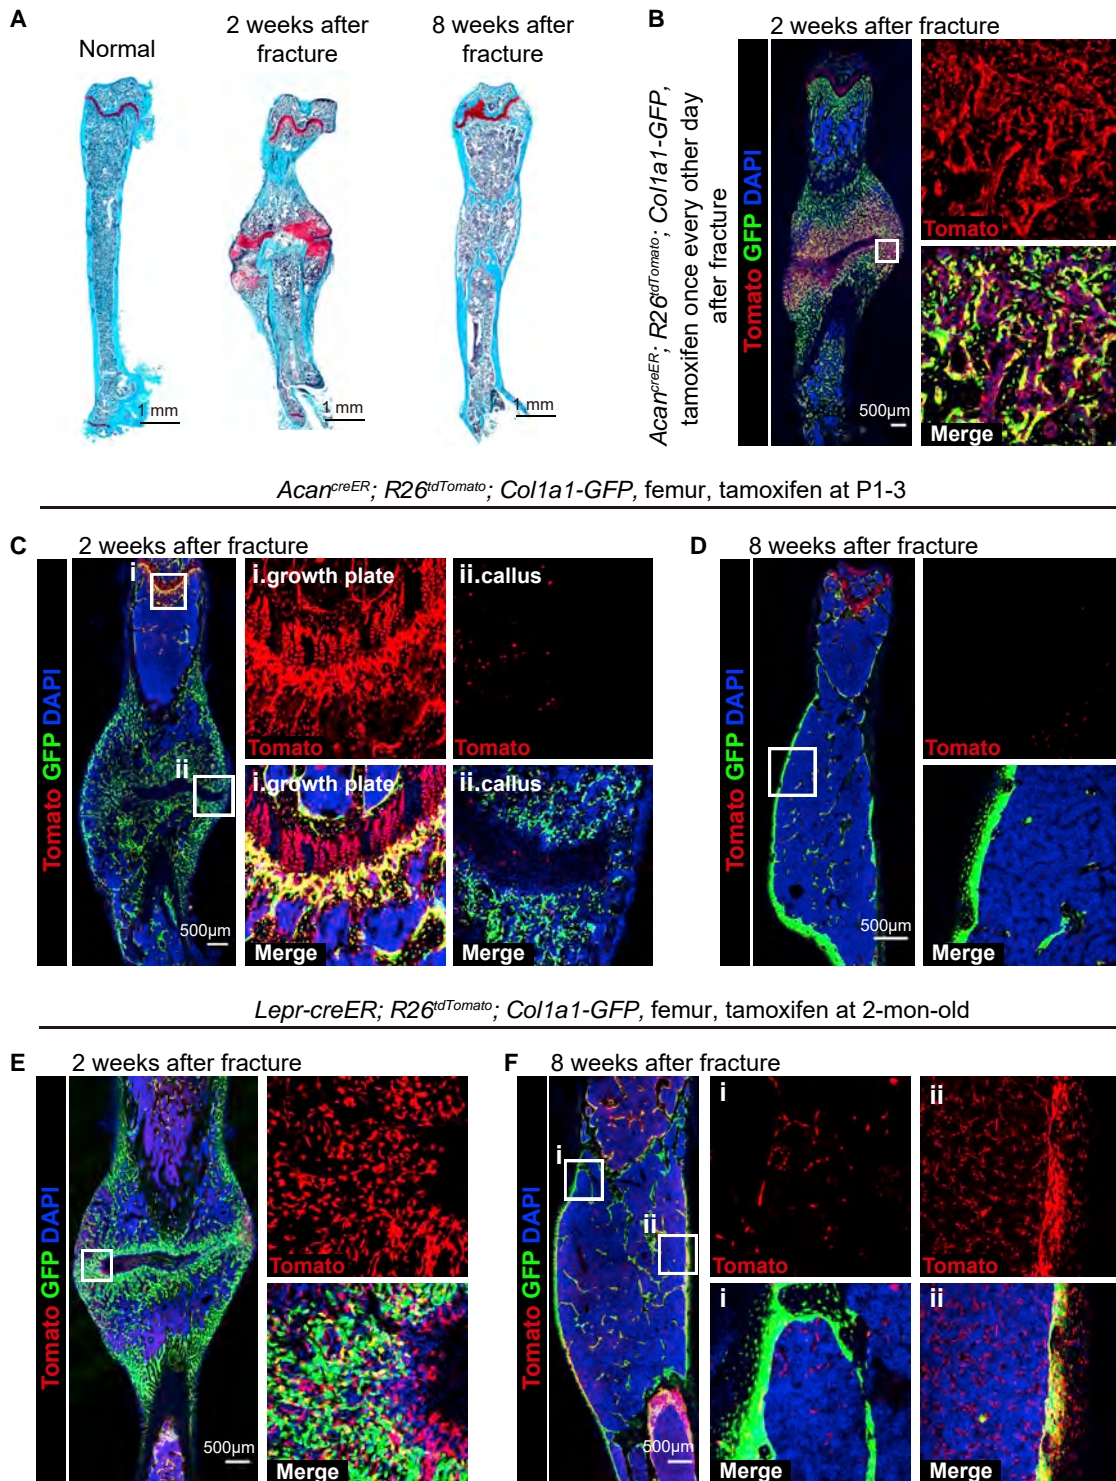 A
Normal
2 weeks after
fracture
8 weeks after
fracture
1 mm
1 mm
1 mm
B
2 weeks after fracture
AcancreER; R26tdTomato; Col1a1-GFP,
tamoxifen once every other day
after fracture
Tomato GFP DAPI
500µm
Tomato
Merge
AcancreER; R26tdTomato; Col1a1-GFP, femur, tamoxifen at P1-3
C
2 weeks after fracture
Tomato GFP DAPI
i
ii
500µm
i.growth plate
Tomato
ii.callus
i.growth plate
Merge
ii.callus
D
8 weeks after fracture
Tomato GFP DAPI
500µm
Tomato
Merge
Lepr-creER; R26tdTomato; Col1a1-GFP, femur, tamoxifen at 2-mon-old
E
2 weeks after fracture
Tomato GFP DAPI
500µm
Tomato
Merge
F
8 weeks after fracture
Tomato GFP DAPI
i
ii
500µm
i
Tomato
ii
Tomato
i
Merge
ii
Merge